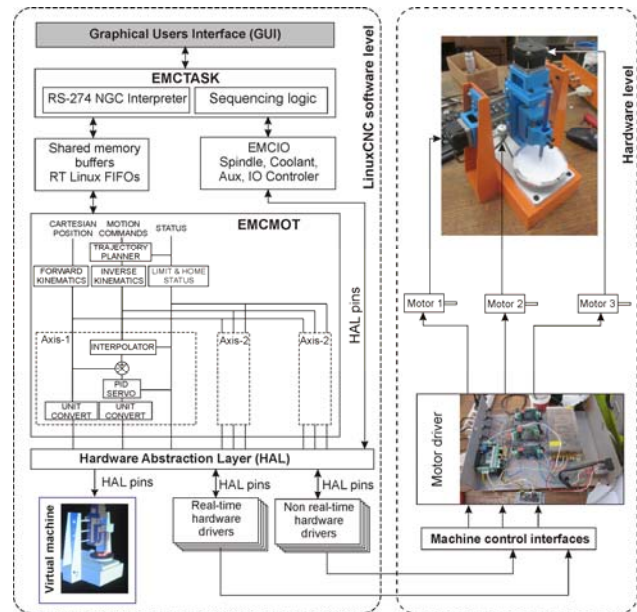 Graphical Users Interface (GUI)
EMCTASK
RS-274 NGC Interpreter
Sequencing logic
Shared memory
buffers
RT Linux FIFOs
EMCIO
Spindle, Coolant,
Aux, IO Controler
LinuxCNC software level
EMCMOT
CARTESIAN
POSITION
MOTION
COMMANDS
STATUS
TRAJECTORY
PLANNER
FORWARD
KINEMATICS
INVERSE
KINEMATICS
LIMIT & HOME
STATUS
Axis-1
INTERPOLATOR
PID
SERVO
UNIT
CONVERT
UNIT
CONVERT
Axis-2
Axis-2
HAL pins
Hardware Abstraction Layer (HAL)
HAL pins
HAL pins
HAL pins
Virtual machine
Real-time
hardware
drivers
Non real-time
hardware
drivers
Hardware level
Motor 1
Motor 2
Motor 3
Motor driver
Machine control interfaces